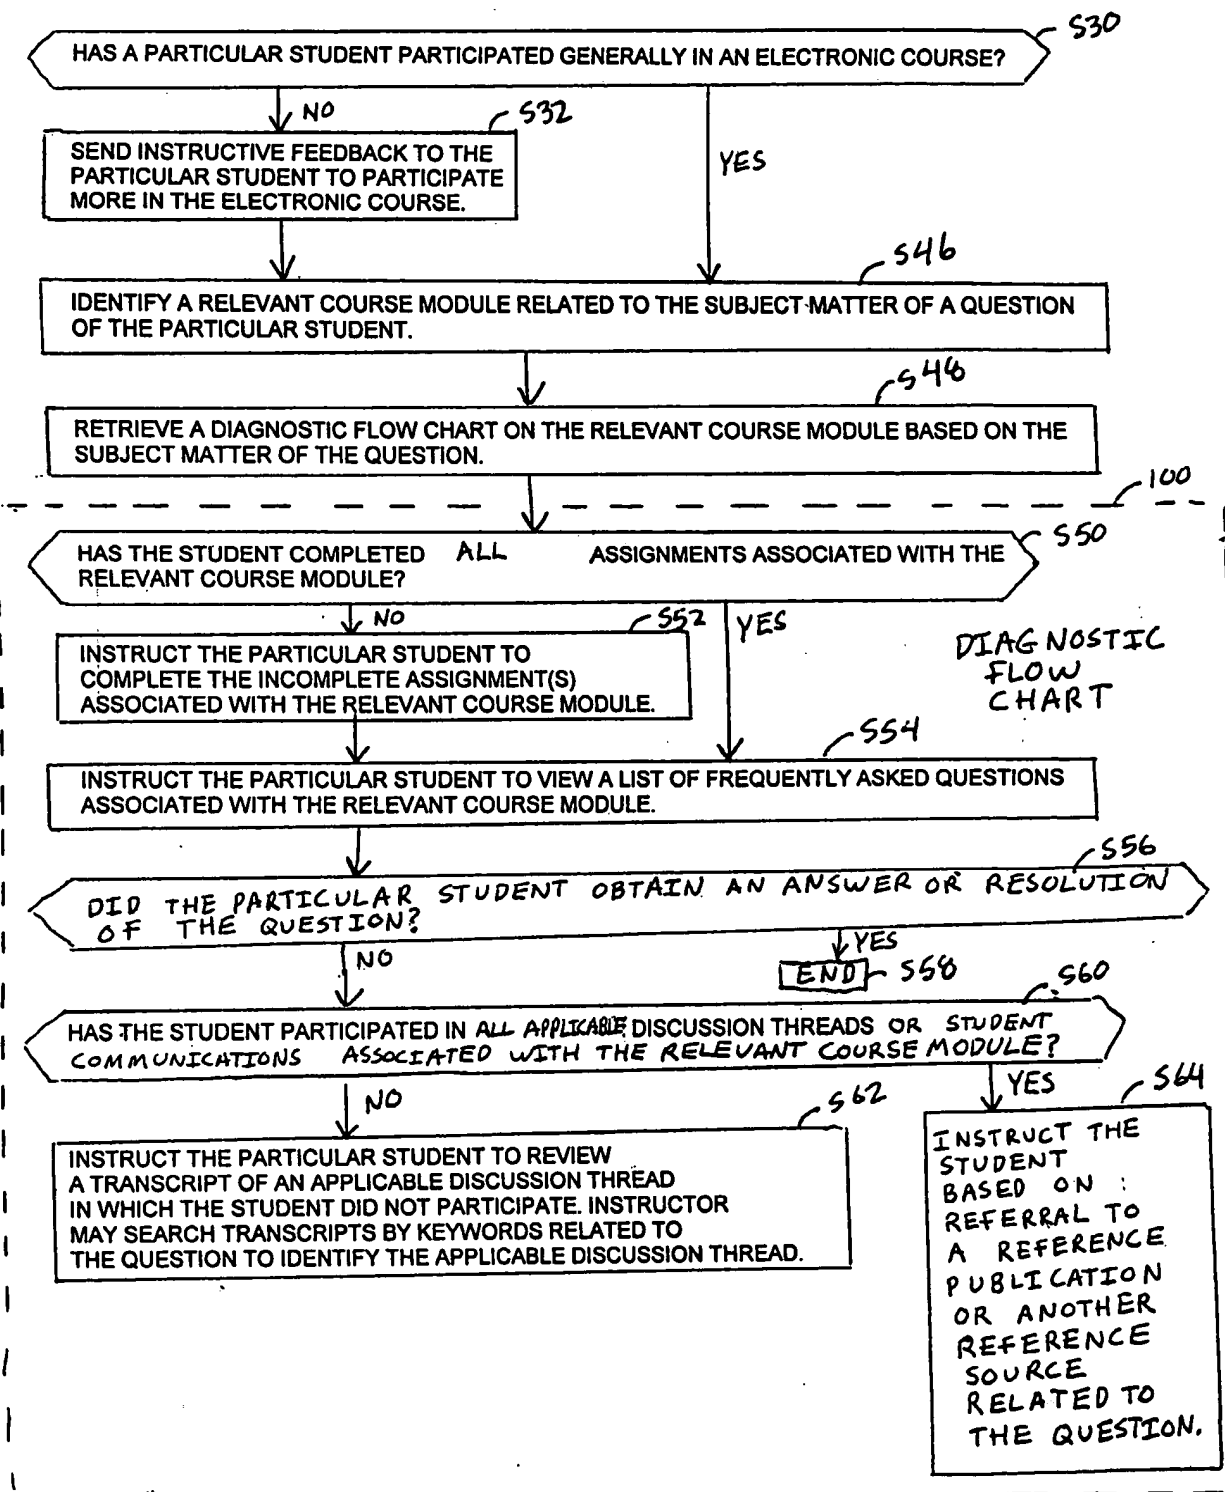 S30
HAS A PARTICULAR STUDENT PARTICIPATED GENERALLY IN AN ELECTRONIC COURSE?
NO
S32
YES
SEND INSTRUCTIVE FEEDBACK TO THE
PARTICULAR STUDENT TO PARTICIPATE
MORE IN THE ELECTRONIC COURSE.
S46
IDENTIFY A RELEVANT COURSE MODULE RELATED TO THE SUBJECT MATTER OF A QUESTION
OF THE PARTICULAR STUDENT.
S48
RETRIEVE A DIAGNOSTIC FLOW CHART ON THE RELEVANT COURSE MODULE BASED ON THE
SUBJECT MATTER OF THE QUESTION.
100
S50
HAS THE STUDENT COMPLETED ALL ASSIGNMENTS ASSOCIATED WITH THE
RELEVANT COURSE MODULE?
NO
S52
YES
INSTRUCT THE PARTICULAR STUDENT TO
COMPLETE THE INCOMPLETE ASSIGNMENT(S)
ASSOCIATED WITH THE RELEVANT COURSE MODULE.
DIAGNOSTIC
FLOW
CHART
S54
INSTRUCT THE PARTICULAR STUDENT TO VIEW A LIST OF FREQUENTLY ASKED QUESTIONS
ASSOCIATED WITH THE RELEVANT COURSE MODULE.
S56
DID THE PARTICULAR STUDENT OBTAIN AN ANSWER OR RESOLUTION
OF THE QUESTION?
NO
YES
END
S58
S60
HAS THE STUDENT PARTICIPATED IN ALL APPLICABLE DISCUSSION THREADS OR STUDENT
COMMUNICATIONS ASSOCIATED WITH THE RELEVANT COURSE MODULE?
NO
S62
YES
S64
INSTRUCT THE PARTICULAR STUDENT TO REVIEW
A TRANSCRIPT OF AN APPLICABLE DISCUSSION THREAD
IN WHICH THE STUDENT DID NOT PARTICIPATE. INSTRUCTOR
MAY SEARCH TRANSCRIPTS BY KEYWORDS RELATED TO
THE QUESTION TO IDENTIFY THE APPLICABLE DISCUSSION THREAD.
INSTRUCT THE
STUDENT
BASED ON :
REFERRAL TO
A REFERENCE
PUBLICATION
OR ANOTHER
REFERENCE
SOURCE
RELATED TO
THE QUESTION.